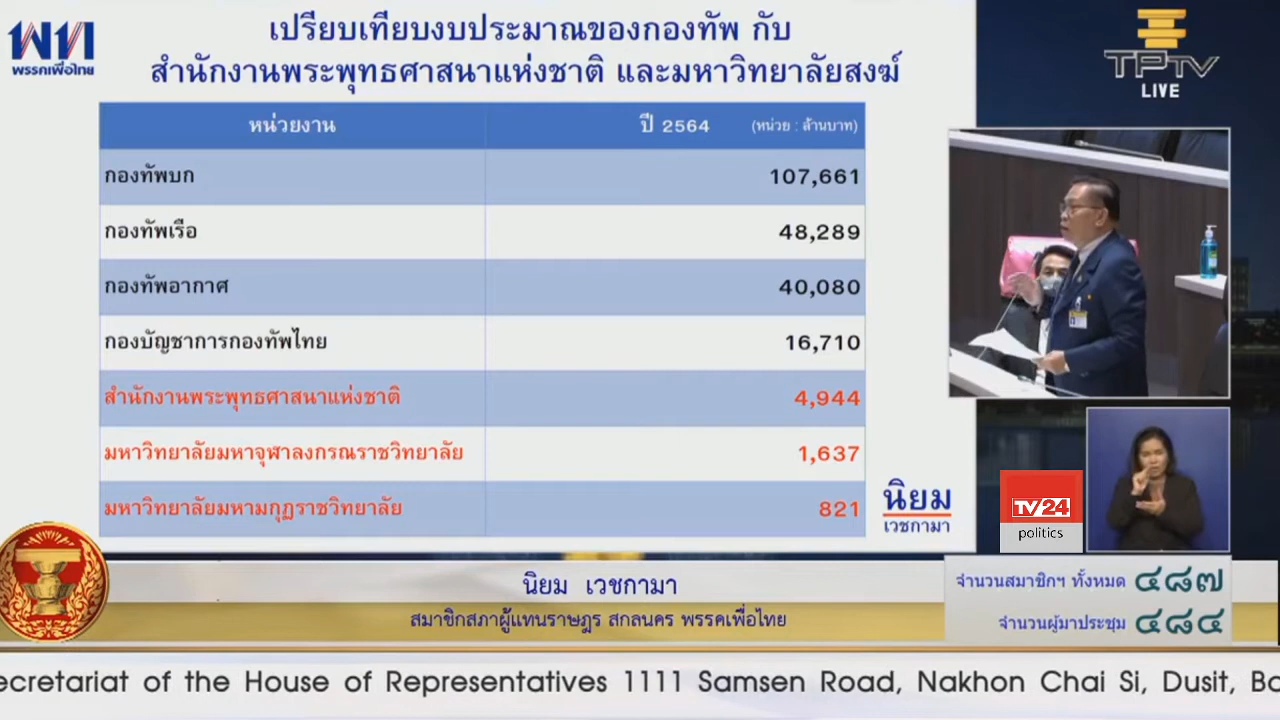 พท
พรรคเพื่อไทย
เปรียบเทียบงบประมาณของกองทัพ กับ
สำนักงานพระพุทธศาสนาแห่งชาติ และมหาวิทยาลัยสงฆ์
หน่วยงาน ปี 2564 (หน่วย : ล้านบาท)
กองทัพบก 107,661
กองทัพเรือ 48,289
กองทัพอากาศ 40,080
กองบัญชาการกองทัพไทย 16,710
สำนักงานพระพุทธศาสนาแห่งชาติ 4,944
มหาวิทยาลัยมหาจุฬาลงกรณราชวิทยาลัย 1,637
มหาวิทยาลัยมหามกุฏราชวิทยาลัย 821
นิยม
เวชกามา
TPTV
LIVE
TV24
politics
นิยม เวชกามา
สมาชิกสภาผู้แทนราษฎร สกลนคร พรรคเพื่อไทย
จำนวนสมาชิกฯ ทั้งหมด ๔๘๗
จำนวนผู้มาประชุม ๔๘๔
ecretariat of the House of Representatives 1111 Samsen Road, Nakhon Chai Si, Dusit, Ba